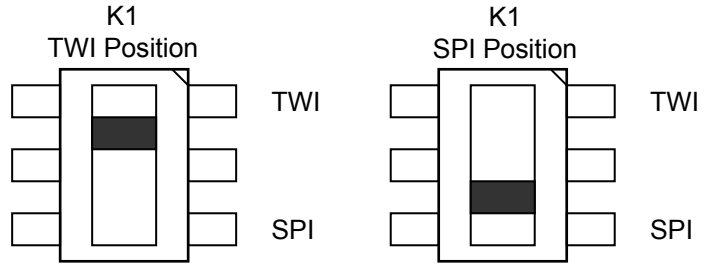 K1
TWI Position
TWI
SPI
K1
SPI Position
TWI
SPI